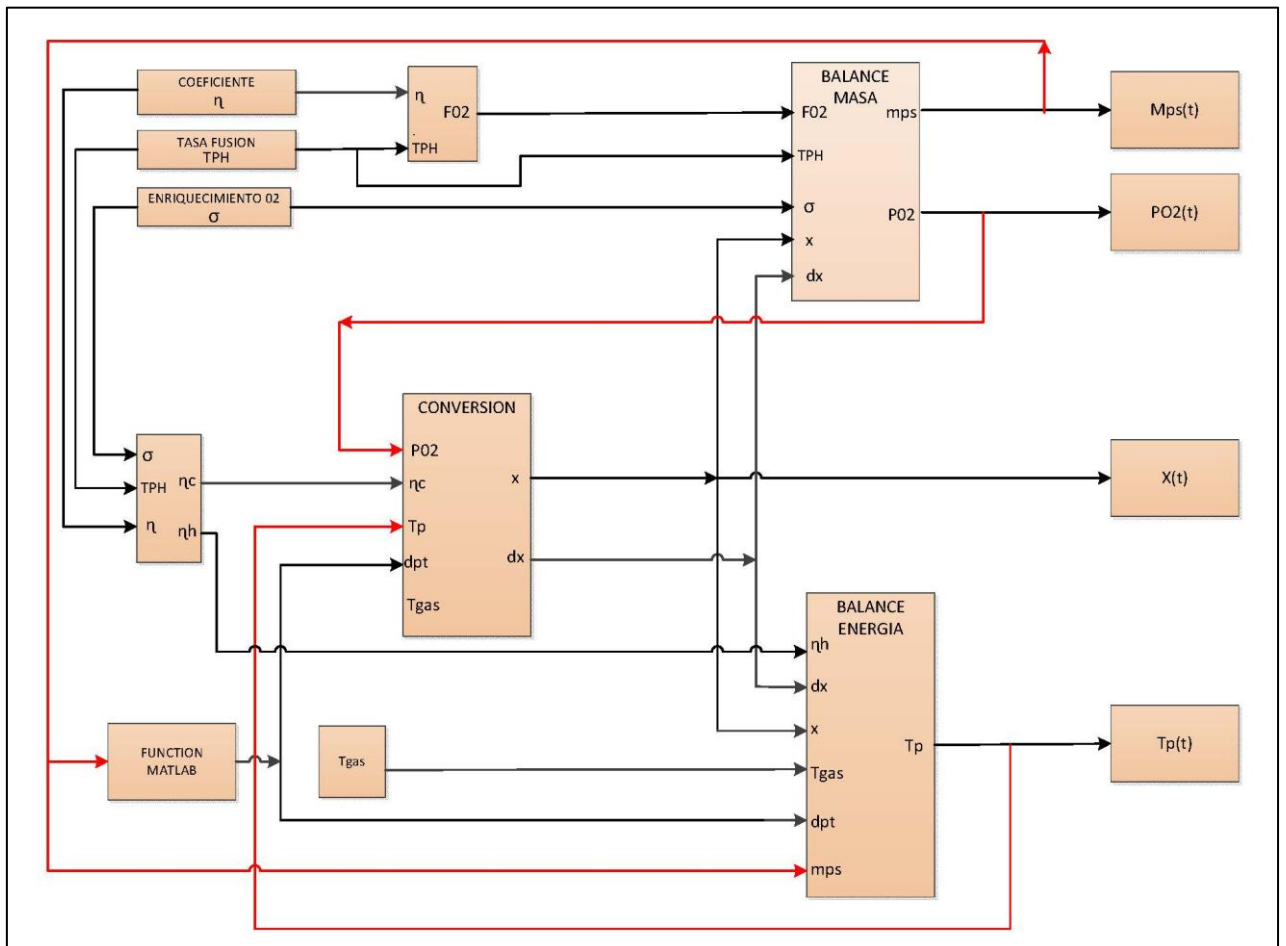 COEFICIENTE
η
TASA FUSION
TPH
ENRIQUECIMIENTO 02
σ
η
F02
TPH
BALANCE
MASA
F02
mps
TPH
σ
P02
x
dx
Mps(t)
PO2(t)
CONVERSION
P02
ηc
x
Tp
dpt
dx
Tgas
σ
TPH
ηc
η
ηh
X(t)
BALANCE
ENERGIA
ηh
dx
x
Tp
Tgas
dpt
mps
FUNCTION
MATLAB
Tgas
Tp(t)